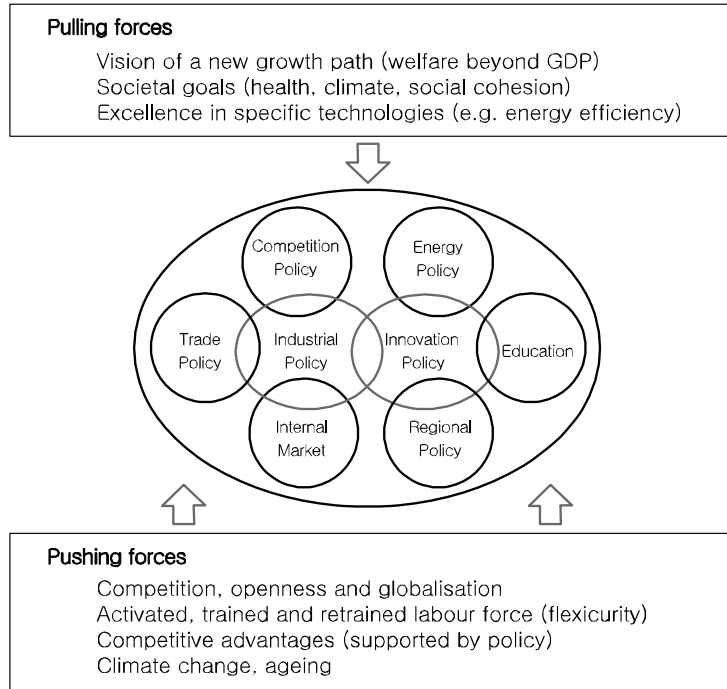 Pulling forces
Vision of a new growth path (welfare beyond GDP)
Societal goals (health, climate, social cohesion)
Excellence in specific technologies (e.g. energy efficiency)
Competition
Policy
Energy
Policy
Trade
Policy
Industrial
Policy
Innovation
Policy
Education
Internal
Market
Regional
Policy
Pushing forces
Competition, openness and globalisation
Activated, trained and retrained labour force (flexicurity)
Competitive advantages (supported by policy)
Climate change, ageing